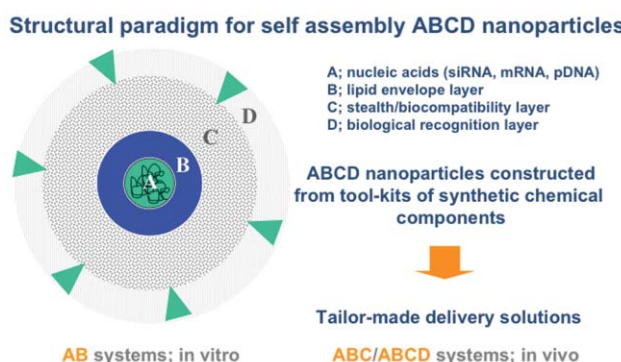 Structural paradigm for self assembly ABCD nanoparticles
A; nucleic acids (siRNA, mRNA, pDNA)
B; lipid envelope layer
C; stealth/biocompatibility layer
D; biological recognition layer
D
C
B
A
ABCD nanoparticles constructed
from tool-kits of synthetic chemical
components
Tailor-made delivery solutions
AB systems; in vitro
ABC/ABCD systems; in vivo